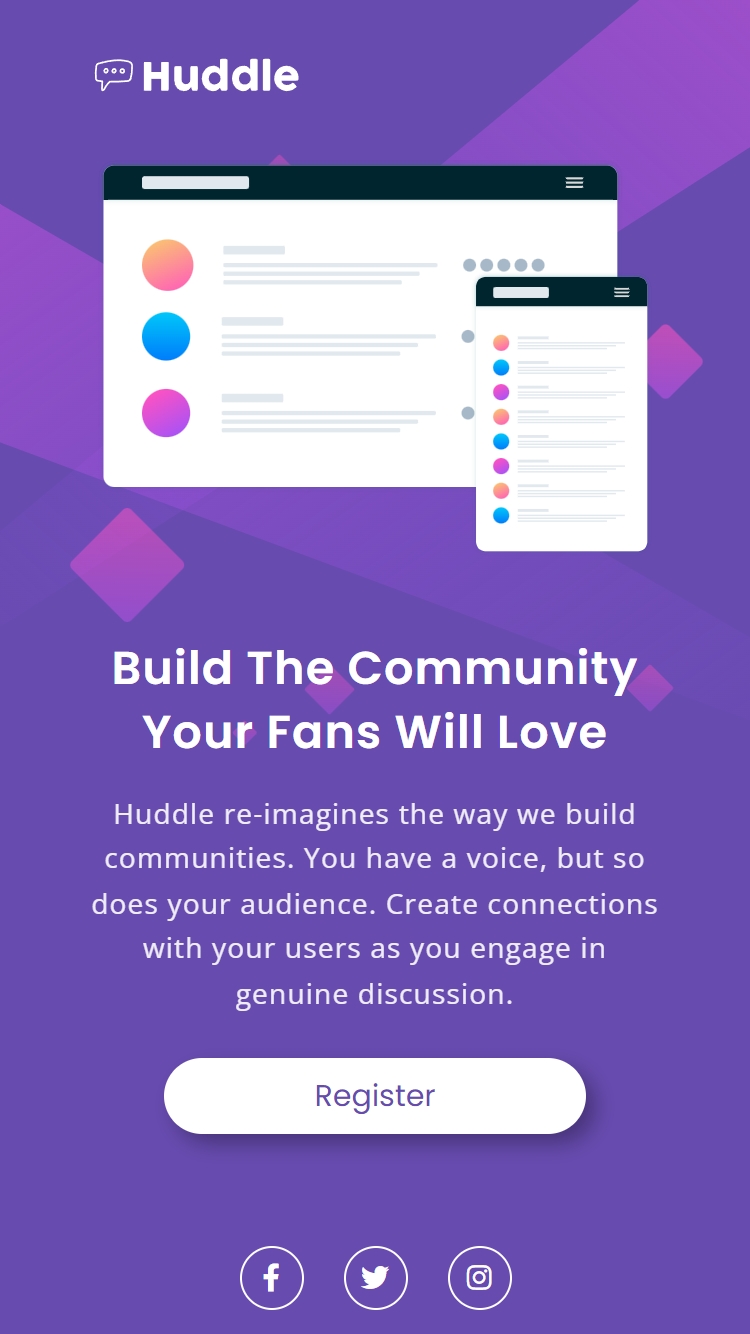 Huddle
Build The Community
Your Fans Will Love
Huddle re-imagines the way we build
communities. You have a voice, but so
does your audience. Create connections
with your users as you engage in
genuine discussion.
Register